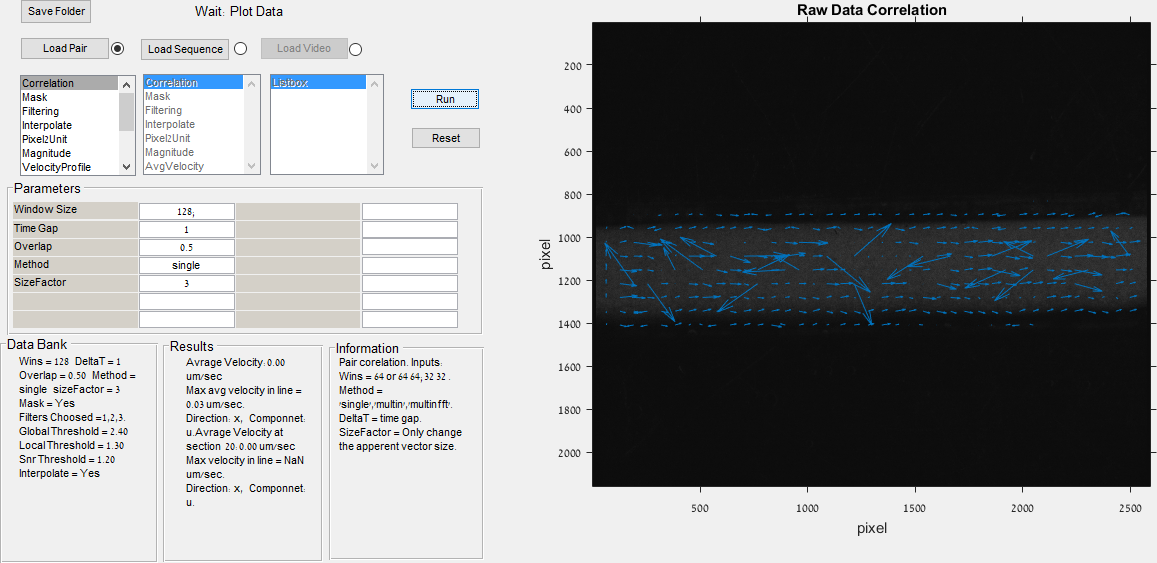 Save Folder
Wait: Plot Data
Load Pair
Load Sequence
Load Video
Correlation
Mask
Filtering
Interpolate
Pixel2Unit
Magnitude
VelocityProfile
Correlation
Mask
Filtering
Interpolate
Pixel2Unit
Magnitude
AvgVelocity
Listbox
Run
Reset
Parameters
Window Size 128;
Time Gap 1
Overlap 0.5
Method single
SizeFactor 3
Data Bank
Wins = 128 DeltaT = 1
Overlap = 0.50 Method =
single sizeFactor = 3
Mask = Yes
Filters Choosed =1,2,3.
Global Threshold = 2.40
Local Threshold = 1.30
Snr Threshold = 1.20
Interpolate = Yes
Results
Avrage Velocity: 0.00
um/sec
Max avg velocity in line =
0.03 um/sec.
Direction: x, Componnet:
u.Avrage Velocity at
section 20: 0.00 um/sec
Max velocity in line = NaN
um/sec.
Direction: x, Componnet:
u.
Information
Pair corelation. Inputs:
Wins = 64 or 64 64; 32 32 .
Method =
'single','multin','multinfft'.
DeltaT = time gap.
SizeFactor = Only change
the apperent vector size.
Raw Data Correlation
pixel
200
400
600
800
1000
1200
1400
1600
1800
2000
500 1000 1500 2000 2500
pixel